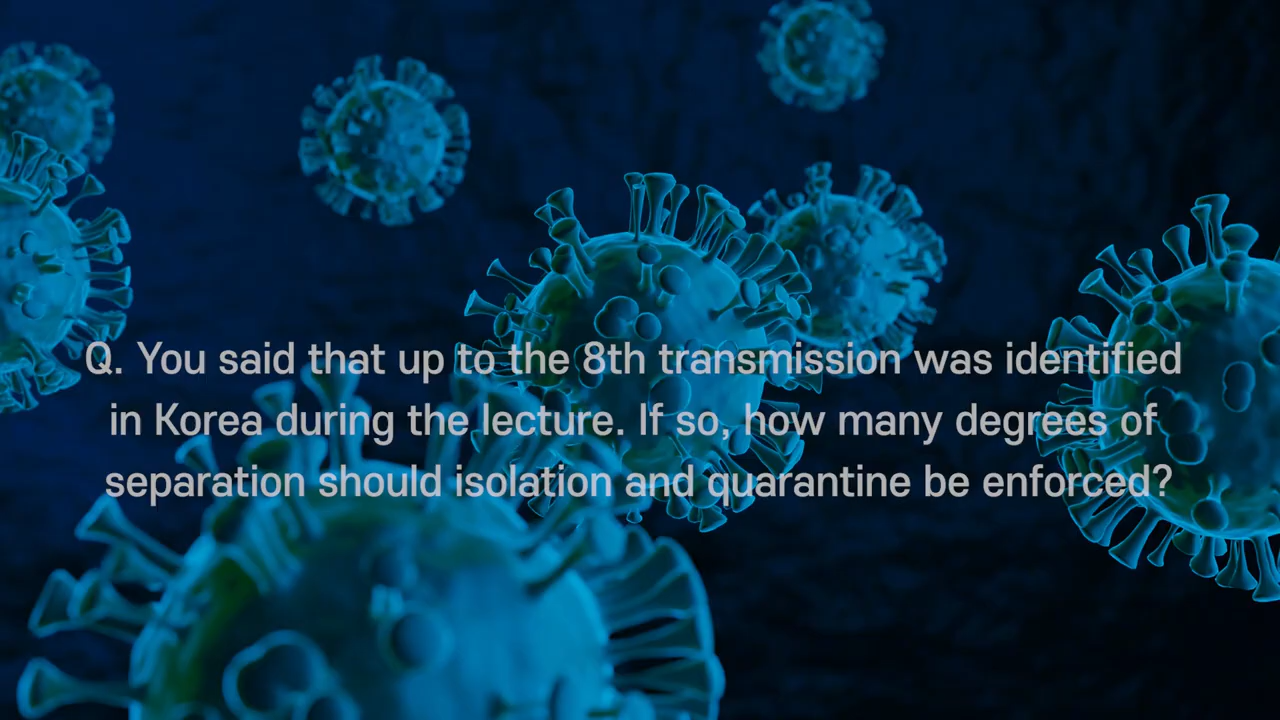 Q. You said that up to the 8th transmission was identified
in Korea during the lecture. If so, how many degrees of
separation should isolation and quarantine be enforced?